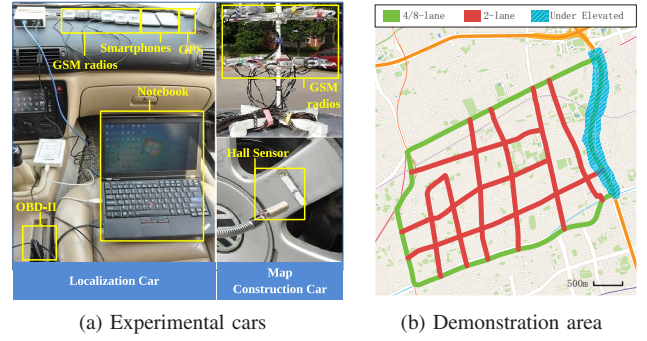 Smartphones
GPS
GSM radios
Notebook
OBD-II
GSM
radios
Hall Sensor
Localization Car
Map
Construction Car
4/8-lane
2-lane
Under Elevated
500m
(a) Experimental cars
(b) Demonstration area